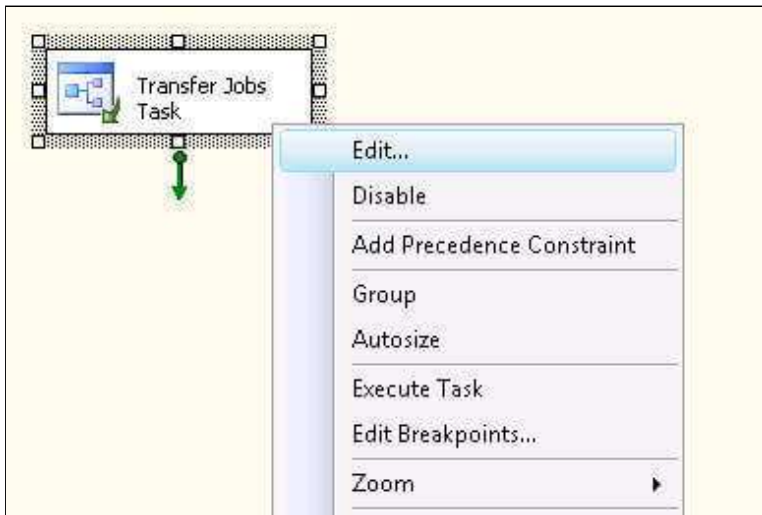 Transfer Jobs
Task
Edit...
Disable
Add Precedence Constraint
Group
Autosize
Execute Task
Edit Breakpoints...
Zoom